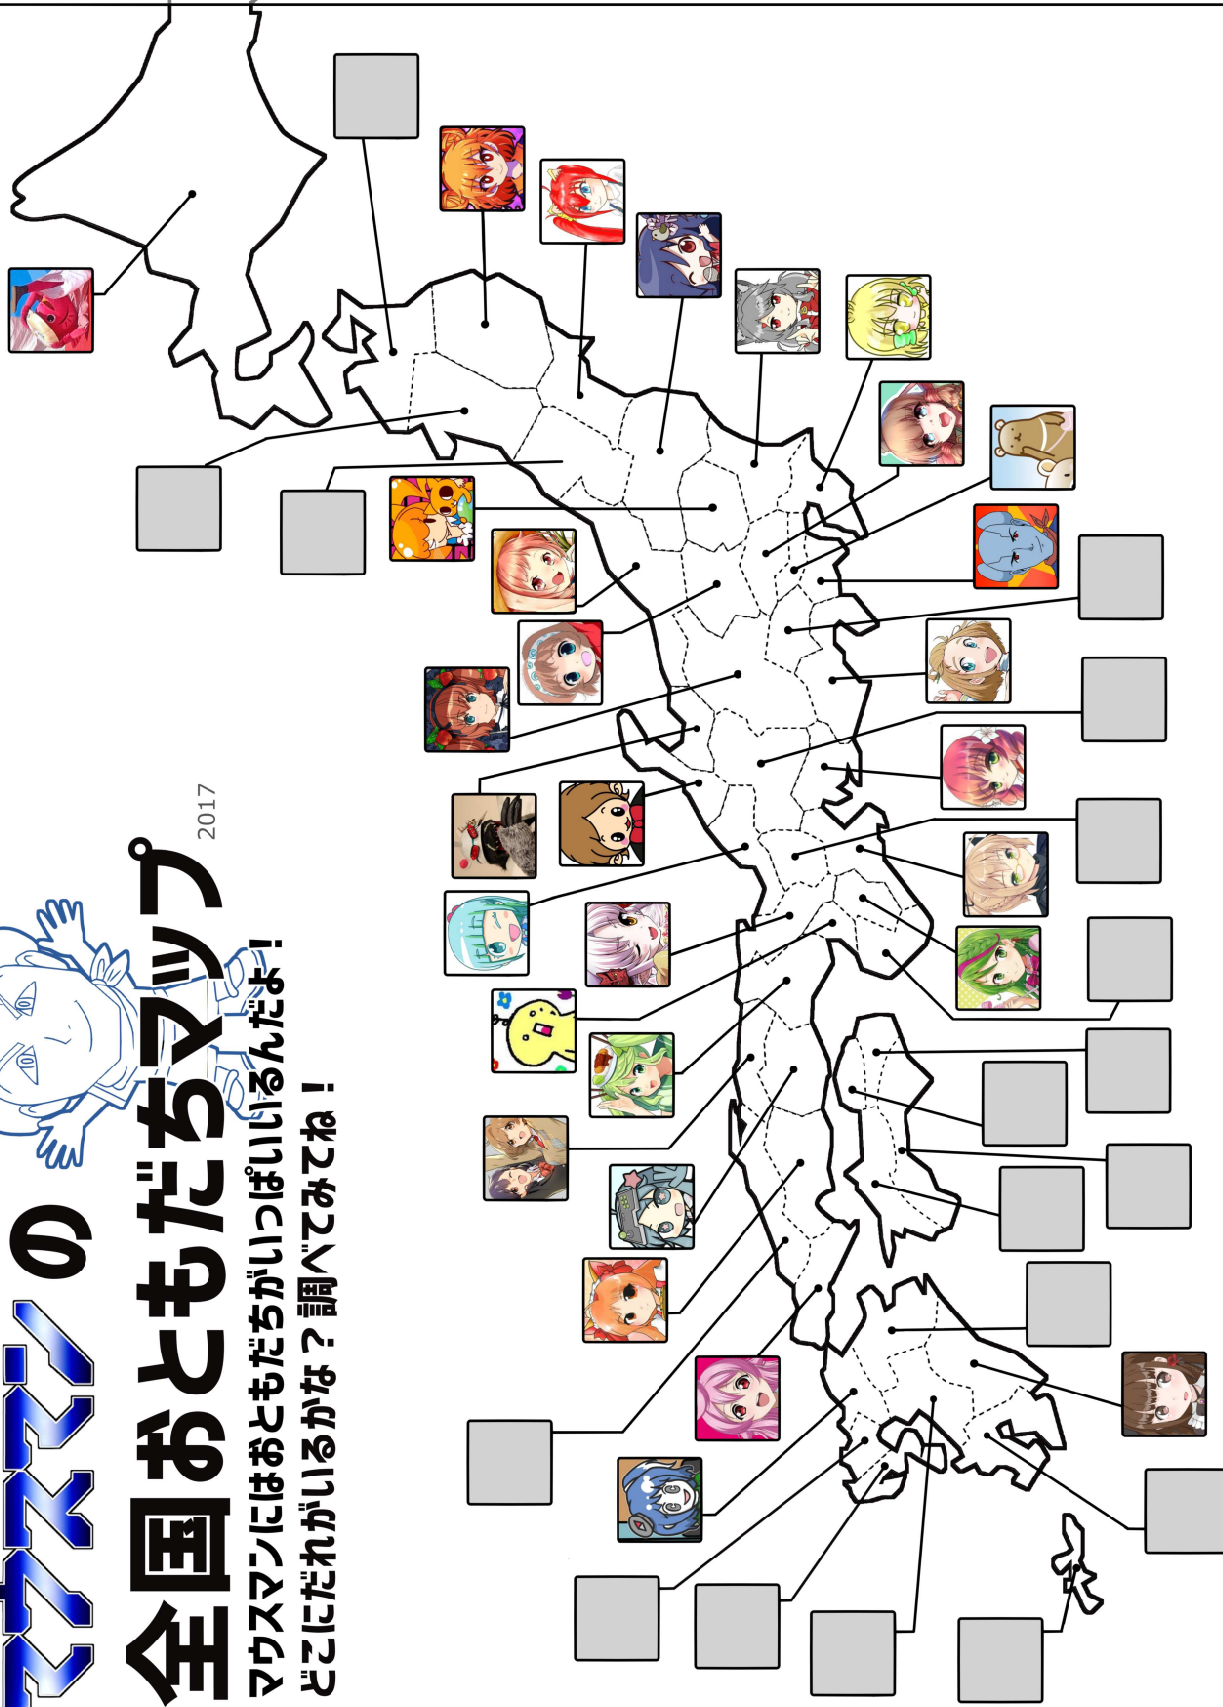 マウスマンの
全国おともだちマップ
2017
マウスマンにはおともだちがいっぱいいるんだよ!
どこにだれがいるかな？調べてみてね！